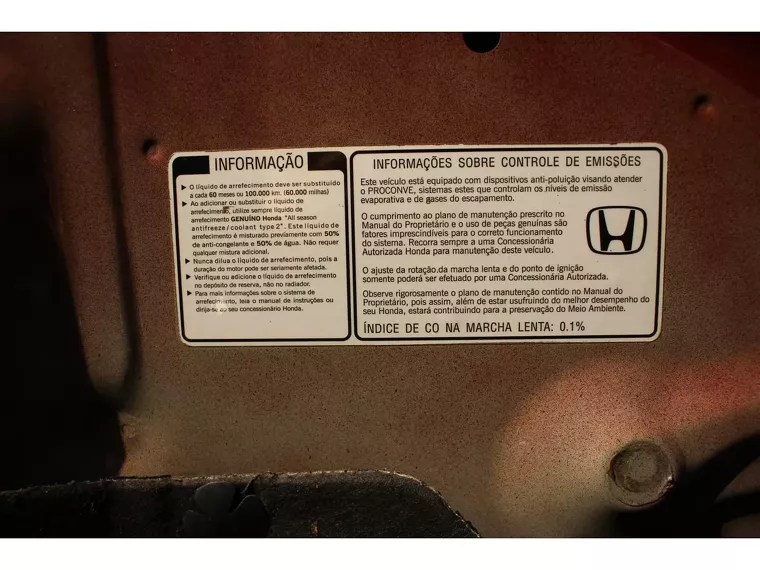 INFORMAÇÃO
▶ O líquido de arrefecimento deve ser substituído
a cada 60 meses ou 100.000 km. (60,000 milhas)
▶ Ao adicionar ou substituir o líquido de
arrefecimento, utilize sempre líquido de
arrefecimento GENUÍNO Honda "All season
antifreeze/coolant type 2". Este líquido de
arrefecimento é misturado previamente com 50%
de anti-congelante e 50% de água. Não requer
qualquer mistura adicional.
▶ Nunca dilua o líquido de arrefecimento, pois a
duração do motor pode ser seriamente afetada.
▶ Verifique ou adicione o líquido de arrefecimento
no depósito de reserva, não no radiador.
▶ Para mais informações sobre o sistema de
arrefecimento, leia o manual de instruções ou
dirija-se ao seu concessionário Honda.
INFORMAÇÕES SOBRE CONTROLE DE EMISSÕES
Este veículo está equipado com dispositivos anti-poluição visando atender
o PROCONVE, sistemas estes que controlam os níveis de emissão
evaporativa e de gases do escapamento.
O cumprimento ao plano de manutenção prescrito no
Manual do Proprietário e o uso de peças genuínas são
fatores imprescindíveis para o correto funcionamento
do sistema. Recorra sempre a uma Concessionária
Autorizada Honda para manutenção deste veículo.
O ajuste da rotação.da marcha lenta e do ponto de ignição
somente poderá ser efetuado por uma Concessionária Autorizada.
Observe rigorosamente o plano de manutenção contido no Manual do
Proprietário, pois assim, além de estar usufruindo do melhor desempenho do
seu Honda, estará contribuindo para a preservação do Meio Ambiente.
ÍNDICE DE CO NA MARCHA LENTA: 0.1%